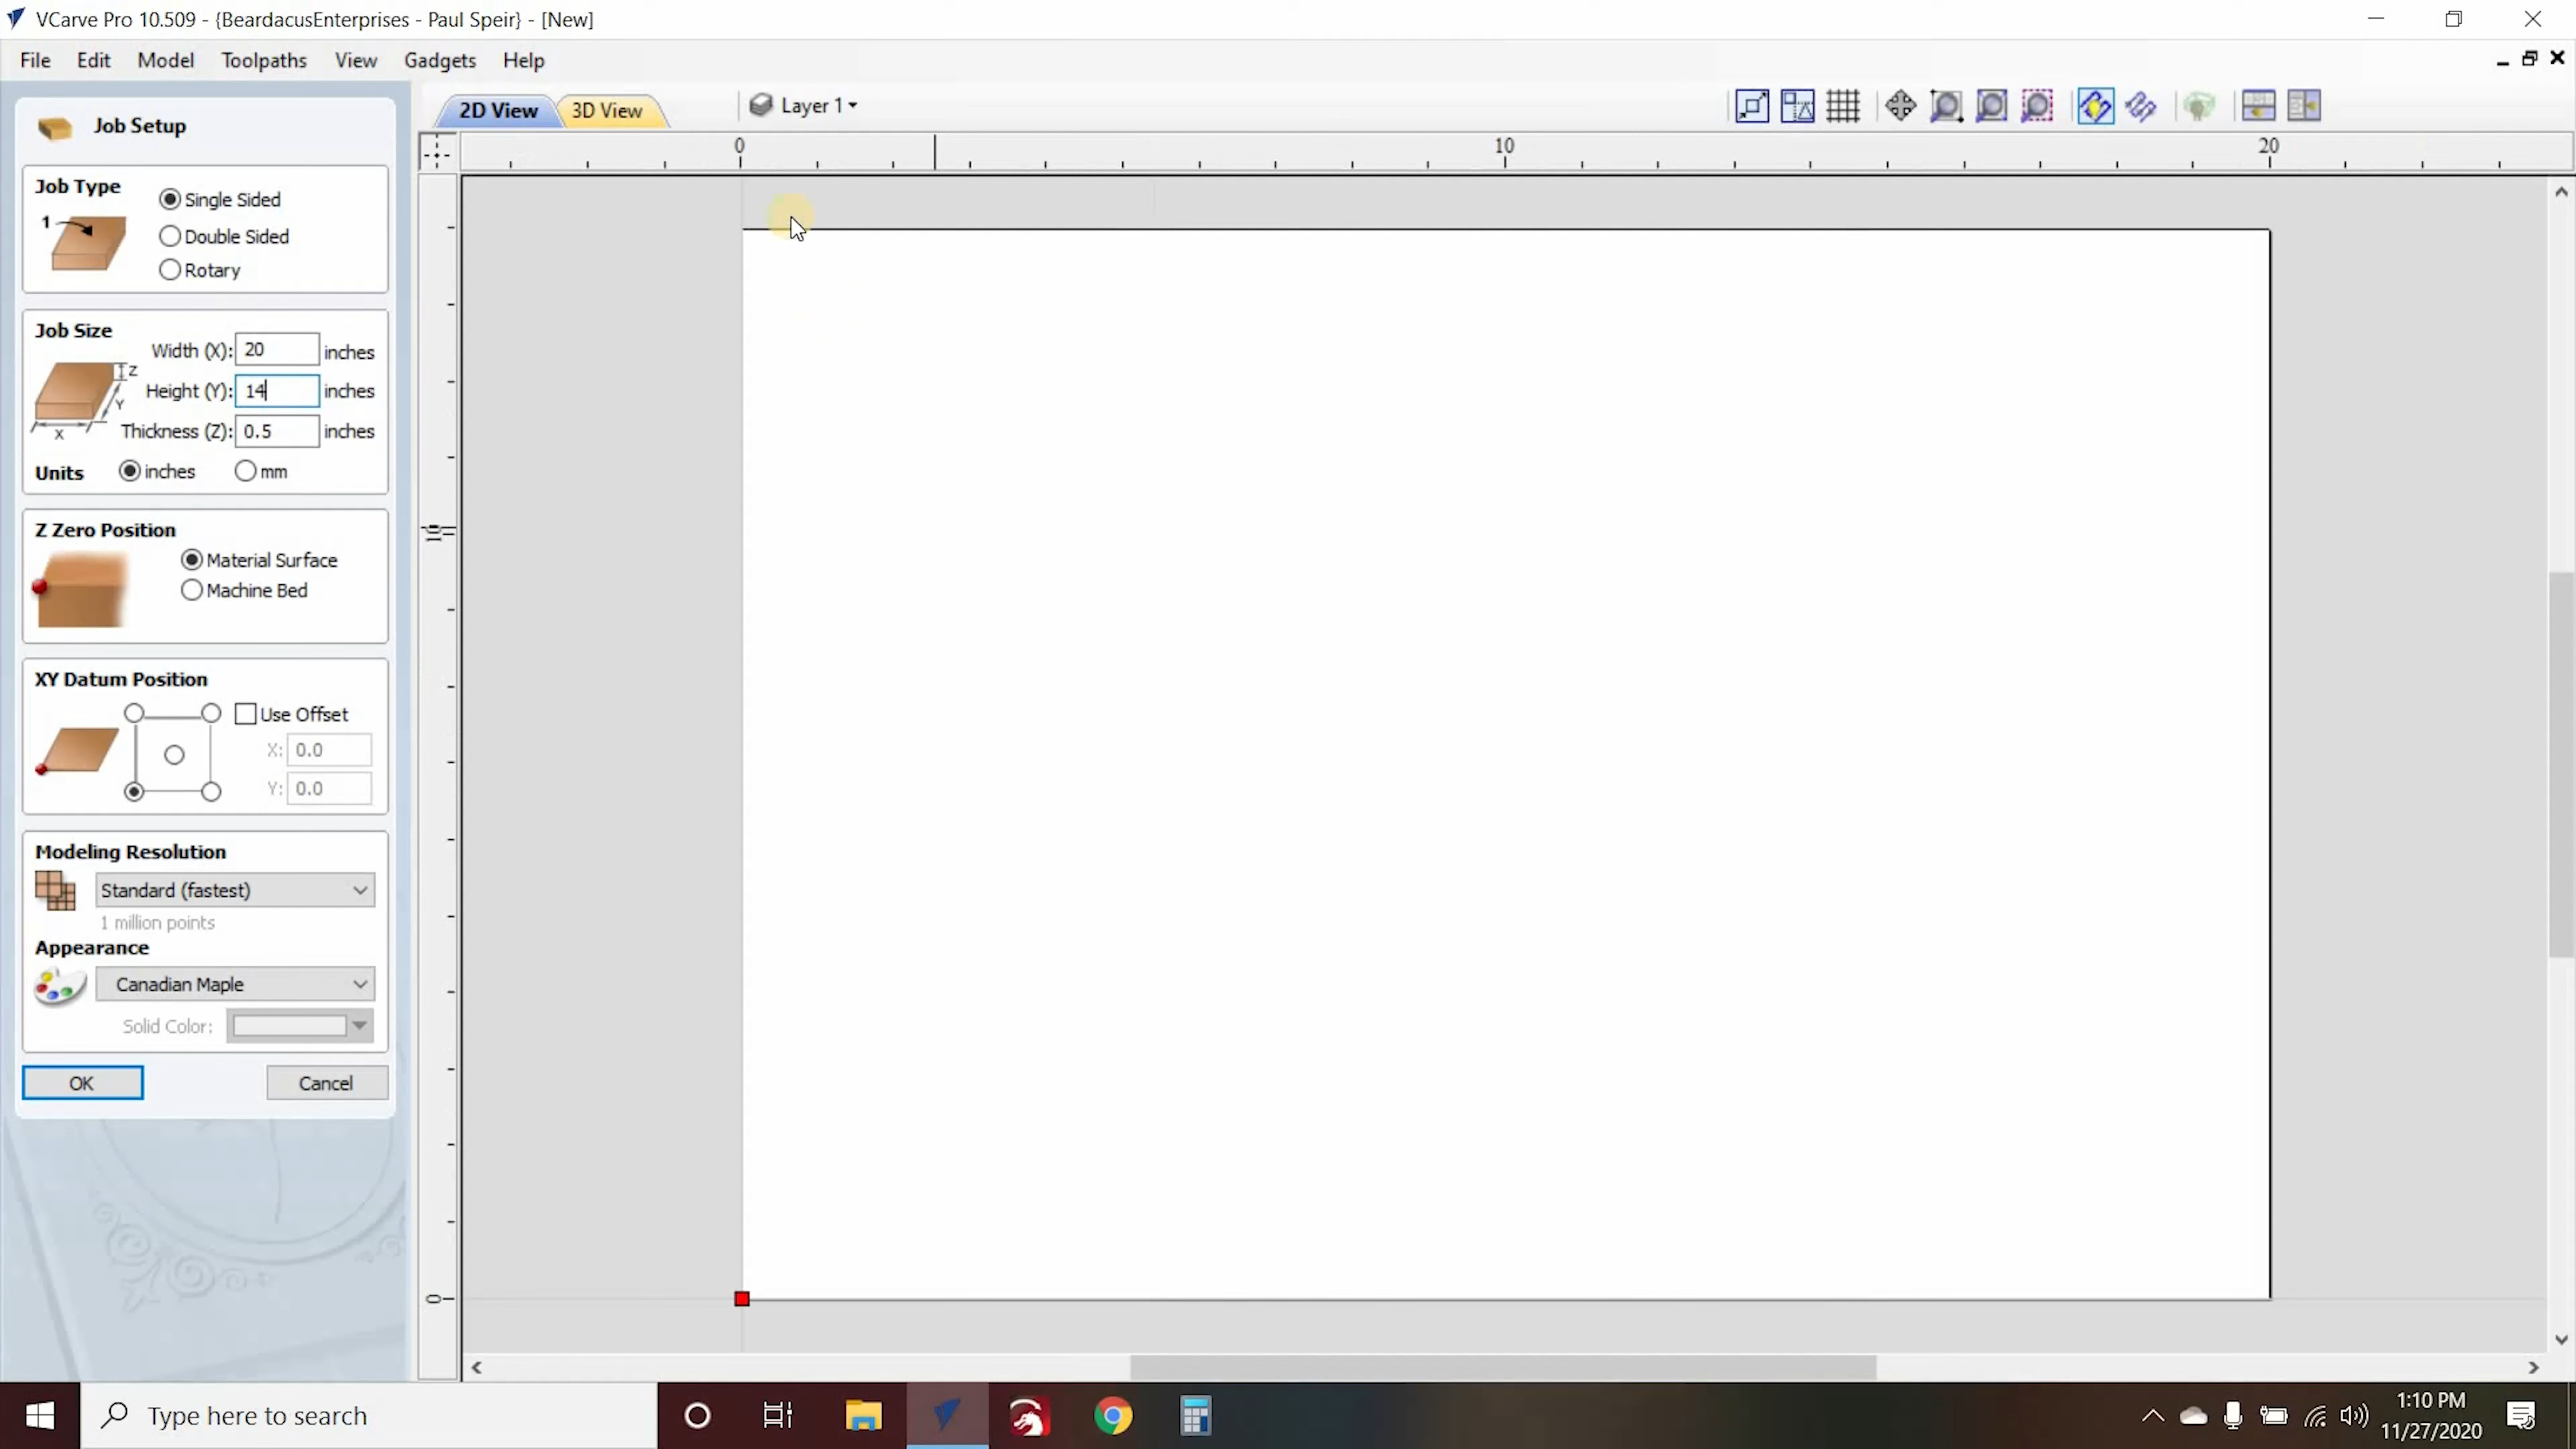 VCarve Pro 10.509 - {BeardacusEnterprises - Paul Speir} - [New]
File Edit Model Toolpaths View Gadgets Help
2D View 3D View Layer 1
0 10 20
10
0
Job Setup
Job Type
1
Single Sided
Double Sided
Rotary
Job Size
Width (X): 20 inches
Z
Height (Y): 14 inches
Y
X
Thickness (Z): 0.5 inches
Units inches mm
Z Zero Position
Material Surface
Machine Bed
XY Datum Position
Use Offset
X: 0.0
Y: 0.0
Modeling Resolution
Standard (fastest)
1 million points
Appearance
Canadian Maple
Solid Color:
OK Cancel
Type here to search
1:10 PM
11/27/2020